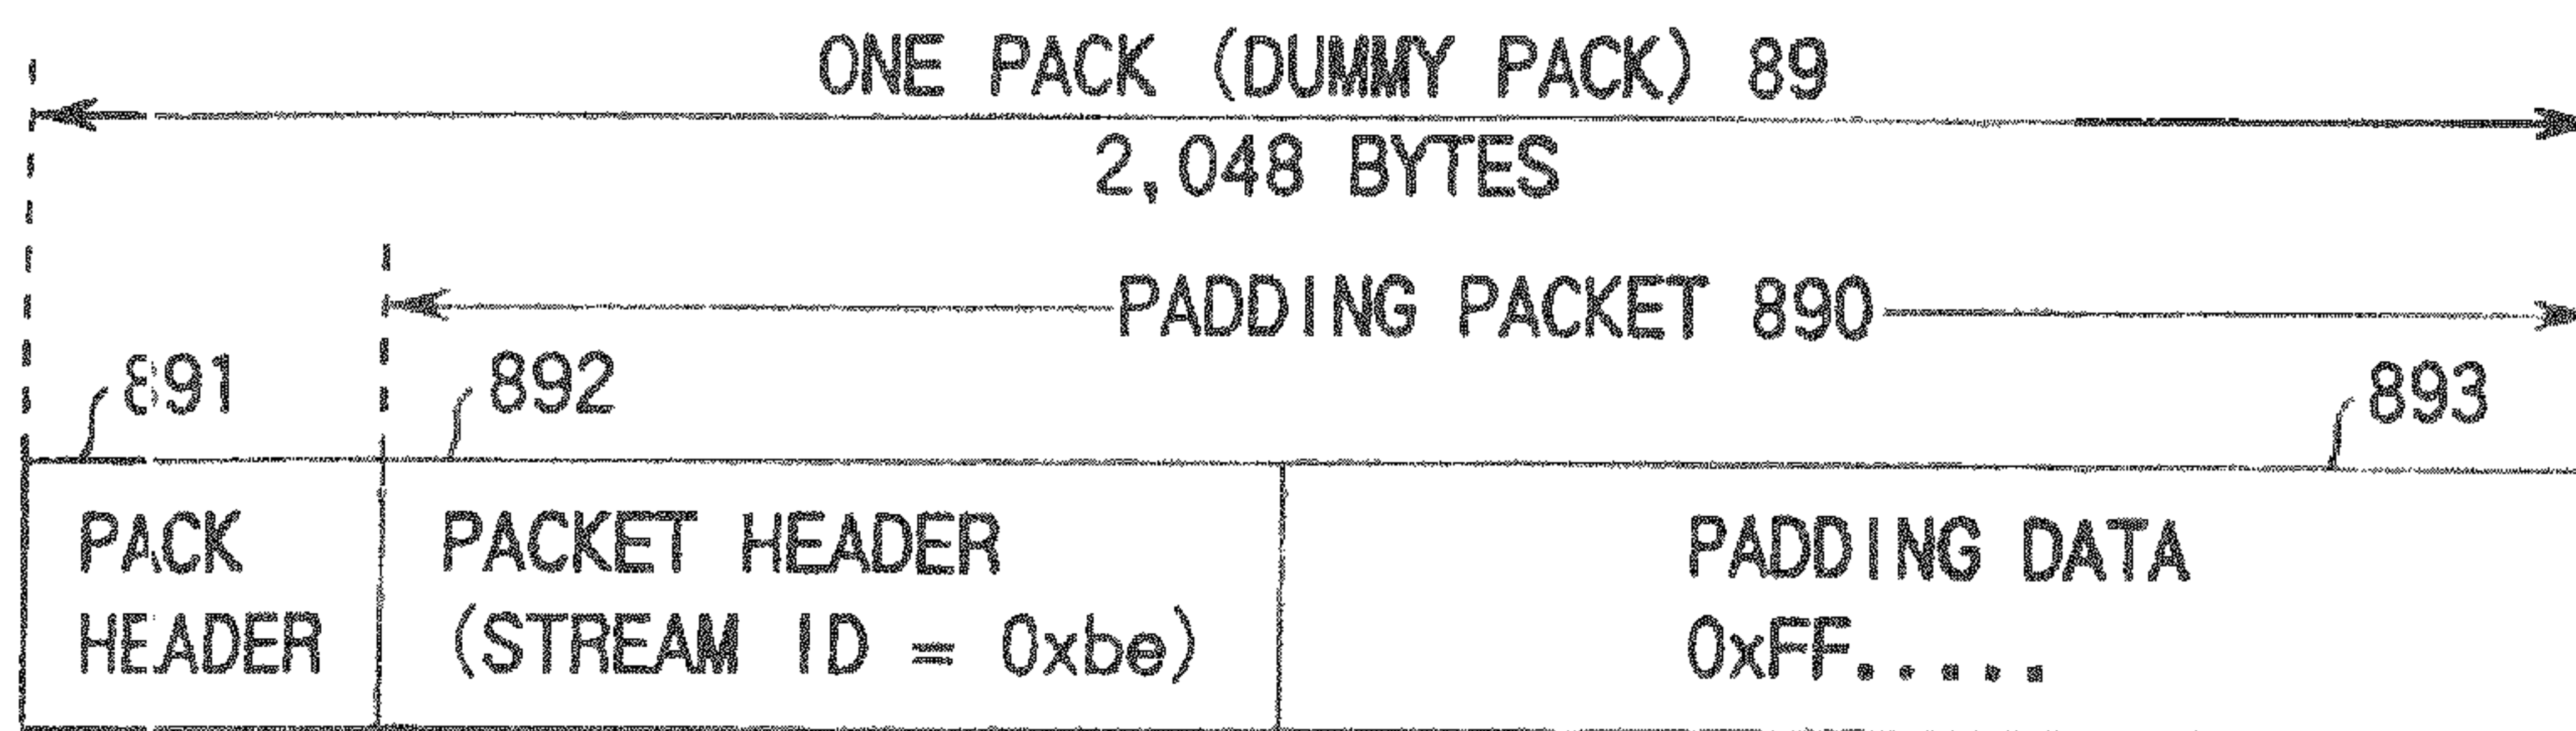 ONE PACK (DUMMY PACK) 89
2,048 BYTES
PADDING PACKET 890
891 892 893
PACK HEADER
PACKET HEADER
(STREAM ID = 0xbe)
PADDING DATA
0xFF.....